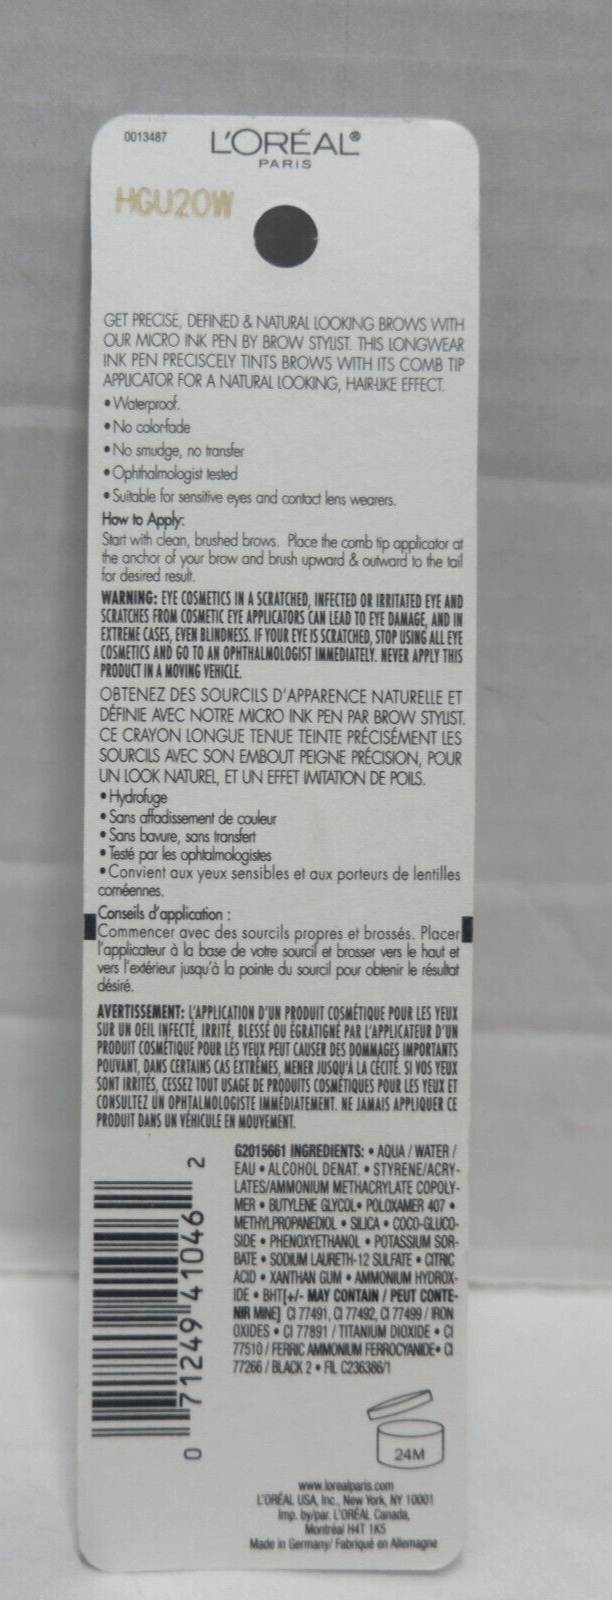 0013487
L'ORÉAL®
PARIS
HGU20W
GET PRECISE, DEFINED & NATURAL LOOKING BROWS WITH
OUR MICRO INK PEN BY BROW STYLIST. THIS LONGWEAR
INK PEN PRECISCELY TINTS BROWS WITH ITS COMB TIP
APPLICATOR FOR A NATURAL LOOKING, HAIR-LIKE EFFECT.
• Waterproof.
• No color-fade
• No smudge, no transfer
• Ophthalmologist tested
• Suitable for sensitive eyes and contact lens wearers.
How to Apply:
Start with clean, brushed brows. Place the comb tip applicator at
the anchor of your brow and brush upward & outward to the tail
for desired result.
WARNING: EYE COSMETICS IN A SCRATCHED, INFECTED OR IRRITATED EYE AND
SCRATCHES FROM COSMETIC EYE APPLICATORS CAN LEAD TO EYE DAMAGE, AND IN
EXTREME CASES, EVEN BLINDNESS. IF YOUR EYE IS SCRATCHED, STOP USING ALL EYE
COSMETICS AND GO TO AN OPHTHALMOLOGIST IMMEDIATELY. NEVER APPLY THIS
PRODUCT IN A MOVING VEHICLE.
OBTENEZ DES SOURCILS D'APPARENCE NATURELLE ET
DÉFINIE AVEC NOTRE MICRO INK PEN PAR BROW STYLIST.
CE CRAYON LONGUE TENUE TEINTE PRÉCISÉMENT LES
SOURCILS AVEC SON EMBOUT PEIGNE PRÉCISION, POUR
UN LOOK NATUREL, ET UN EFFET IMITATION DE POILS.
• Hydrofuge
• Sans affadissement de couleur
• Sans bavure, sans transfert
• Testé par les ophtalmologistes
• Convient aux yeux sensibles et aux porteurs de lentilles
cornéennes.
Conseils d'application :
Commencer avec des sourcils propres et brossés. Placer
l'applicateur à la base de votre sourcil et brosser vers le haut et
vers l'extérieur jusqu'à la pointe du sourcil pour obtenir le résultat
désiré.
AVERTISSEMENT: L'APPLICATION D'UN PRODUIT COSMÉTIQUE POUR LES YEUX
SUR UN OEIL INFECTÉ, IRRITÉ, BLESSÉ OU ÉGRATIGNÉ PAR L'APPLICATEUR D'UN
PRODUIT COSMÉTIQUE POUR LES YEUX PEUT CAUSER DES DOMMAGES IMPORTANTS
POUVANT, DANS CERTAINS CAS EXTRÊMES, MENER JUSQU'À LA CÉCITÉ. SI VOS YEUX
SONT IRRITÉS, CESSEZ TOUT USAGE DE PRODUITS COSMÉTIQUES POUR LES YEUX ET
CONSULTEZ UN OPHTALMOLOGISTE IMMÉDIATEMENT. NE JAMAIS APPLIQUER CE
PRODUIT DANS UN VÉHICULE EN MOUVEMENT.
G2015661 INGREDIENTS: • AQUA / WATER /
EAU • ALCOHOL DENAT. • STYRENE/ACRY-
LATES/AMMONIUM METHACRYLATE COPOLY-
MER • BUTYLENE GLYCOL • POLOXAMER 407 •
METHYLPROPANEDIOL • SILICA • COCO-GLUCO-
SIDE • PHENOXYETHANOL • POTASSIUM SOR-
BATE • SODIUM LAURETH-12 SULFATE • CITRIC
ACID • XANTHAN GUM • AMMONIUM HYDROX-
IDE • BHT[+/- MAY CONTAIN / PEUT CONTE-
NIR MINE] CI 77491, CI 77492, CI 77499 / IRON
OXIDES • CI 77891 / TITANIUM DIOXIDE • CI
77510 / FERRIC AMMONIUM FERROCYANIDE• CI
77266 / BLACK 2 • FIL C236386/1
0 71249 41046 2
24M
www.lorealparis.com
L'ORÉAL USA, Inc., New York, NY 10001
Imp. by/par. L'ORÉAL Canada,
Montréal H4T 1K5
Made in Germany/ Fabriqué en Allemagne